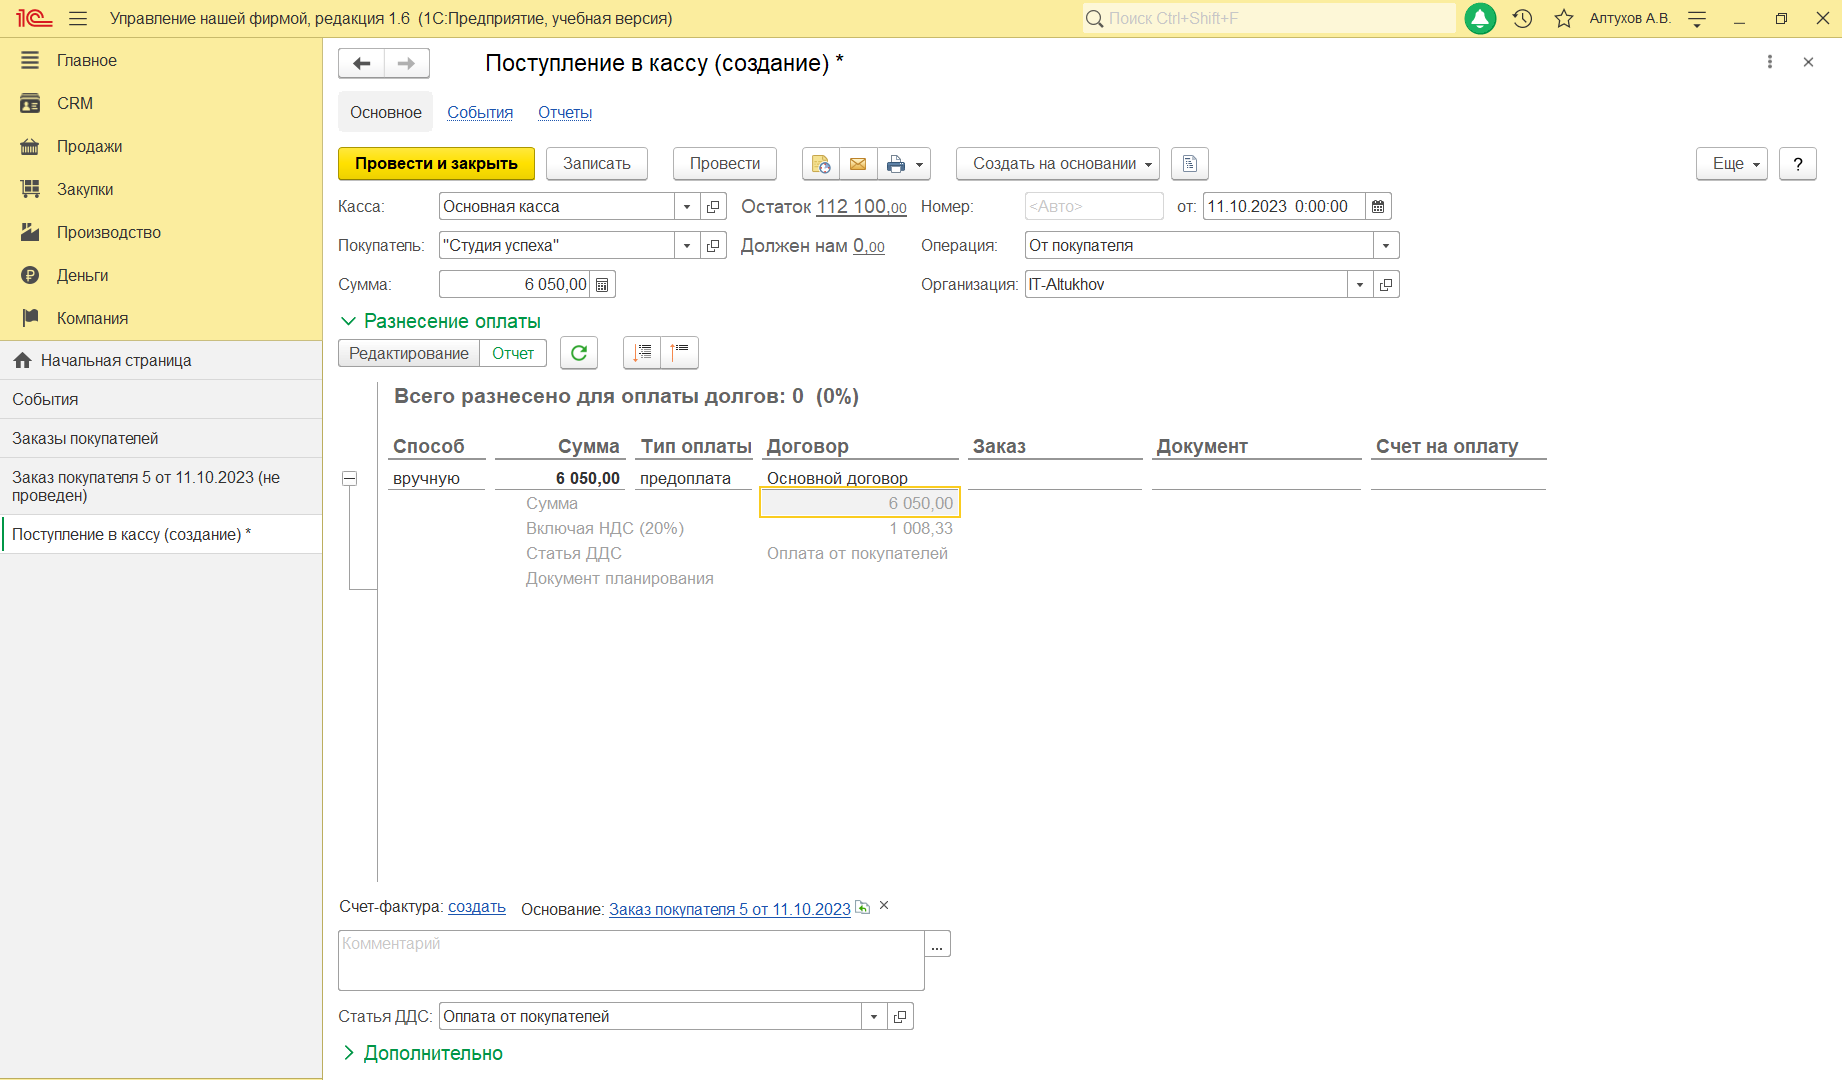 1С Управление нашей фирмой, редакция 1.6 (1С:Предприятие, учебная версия)
Поиск Ctrl+Shift+F
Алтухов А.В.
Главное
CRM
Продажи
Закупки
Производство
Деньги
Компания
Начальная страница
События
Заказы покупателей
Заказ покупателя 5 от 11.10.2023 (не
проведен)
Поступление в кассу (создание) *
Поступление в кассу (создание) *
Основное События Отчеты
Провести и закрыть Записать Провести Создать на основании Еще ?
Касса: Основная касса Остаток 112 100,00 Номер: <Авто> от: 11.10.2023 0:00:00
Покупатель: "Студия успеха" Должен нам 0,00 Операция: От покупателя
Сумма: 6 050,00 Организация: IT-Altukhov
Разнесение оплаты
Редактирование Отчет
Всего разнесено для оплаты долгов: 0 (0%)
Способ Сумма Тип оплаты Договор Заказ Документ Счет на оплату
вручную 6 050,00 предоплата Основной договор
Сумма 6 050,00
Включая НДС (20%) 1 008,33
Статья ДДС Оплата от покупателей
Документ планирования
Счет-фактура: создать Основание: Заказ покупателя 5 от 11.10.2023
Комментарий ...
Статья ДДС: Оплата от покупателей
Дополнительно